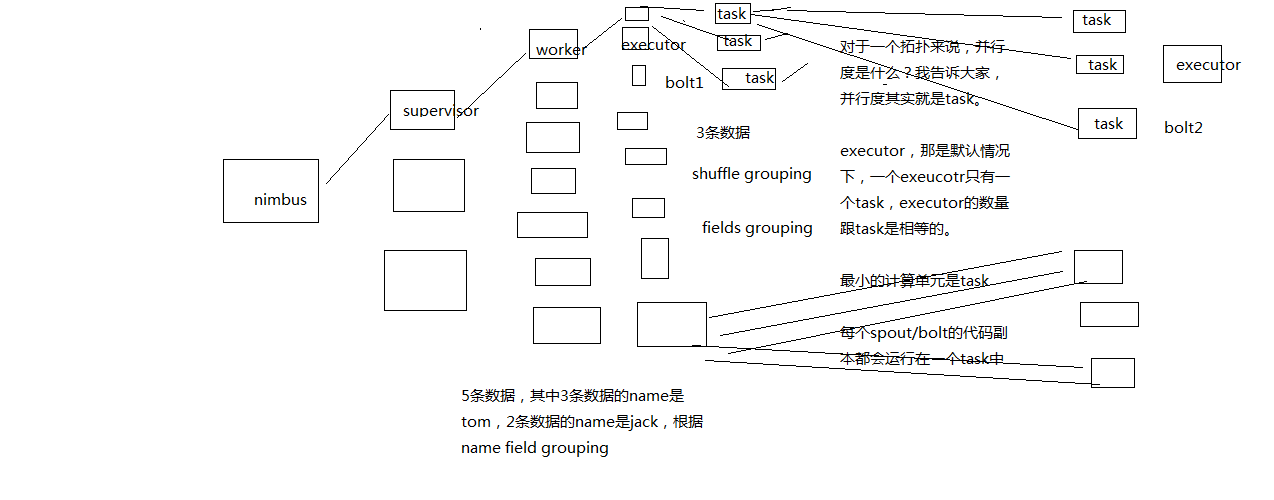 nimbus
supervisor
worker
executor
bolt1
task
task
task
3条数据
shuffle grouping
fields grouping
对于一个拓扑来说，并行
度是什么？我告诉大家，
并行度其实就是task。
executor，那是默认情况
下，一个exeucotr只有一
个task，executor的数量
跟task是相等的。
最小的计算单元是task
每个spout/bolt的代码副
本都会运行在一个task中
task
task
task
executor
bolt2
5条数据，其中3条数据的name是
tom，2条数据的name是jack，根据
name field grouping